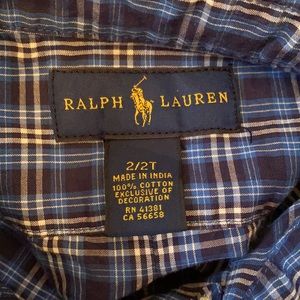 RALPH LAUREN
2/2T
MADE IN INDIA
100% COTTON
EXCLUSIVE OF
DECORATION
RN 41381
CA 56658